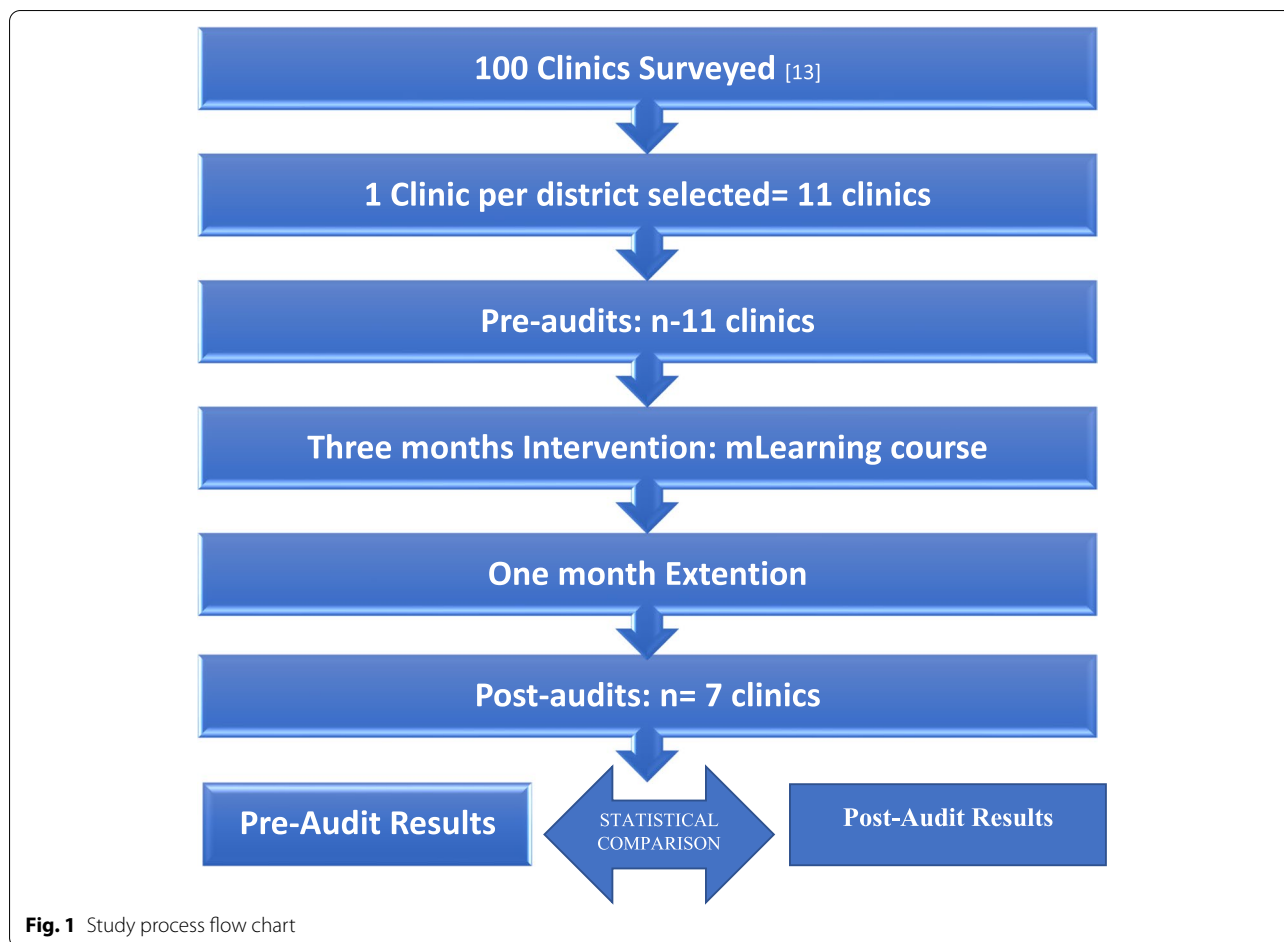 100 Clinics Surveyed [13]
1 Clinic per district selected= 11 clinics
Pre-audits: n-11 clinics
Three months Intervention: mLearning course
One month Extention
Post-audits: n= 7 clinics
Pre-Audit Results
STATISTICAL
COMPARISON
Post-Audit Results
Fig. 1 Study process flow chart